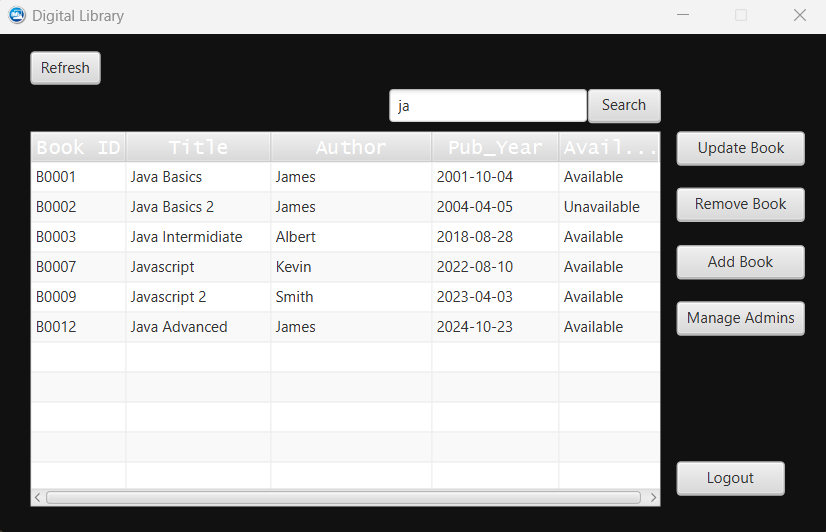 Digital Library
Refresh
ja Search
Book ID Title Author Pub_Year Avail...
B0001 Java Basics James 2001-10-04 Available
B0002 Java Basics 2 James 2004-04-05 Unavailable
B0003 Java Intermidiate Albert 2018-08-28 Available
B0007 Javascript Kevin 2022-08-10 Available
B0009 Javascript 2 Smith 2023-04-03 Available
B0012 Java Advanced James 2024-10-23 Available
Update Book
Remove Book
Add Book
Manage Admins
Logout